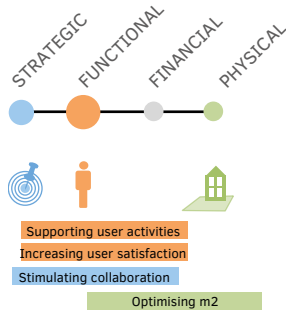 STRATEGIC
FUNCTIONAL
FINANCIAL
PHYSICAL
Supporting user activities
Increasing user satisfaction
Stimulating collaboration
Optimising m2